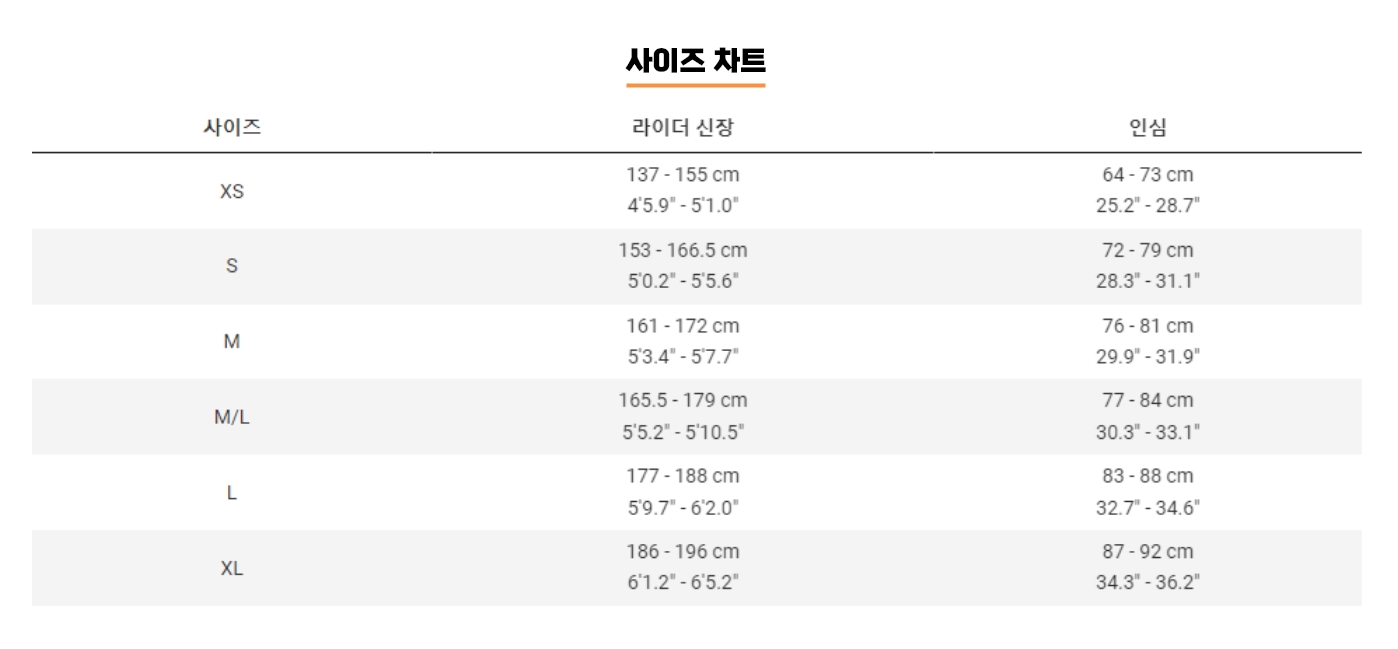 사이즈 차트
사이즈 라이더 신장 인심
XS 137 - 155 cm 64 - 73 cm
4'5.9" - 5'1.0" 25.2" - 28.7"
S 153 - 166.5 cm 72 - 79 cm
5'0.2" - 5'5.6" 28.3" - 31.1"
M 161 - 172 cm 76 - 81 cm
5'3.4" - 5'7.7" 29.9" - 31.9"
M/L 165.5 - 179 cm 77 - 84 cm
5'5.2" - 5'10.5" 30.3" - 33.1"
L 177 - 188 cm 83 - 88 cm
5'9.7" - 6'2.0" 32.7" - 34.6"
XL 186 - 196 cm 87 - 92 cm
6'1.2" - 6'5.2" 34.3" - 36.2"